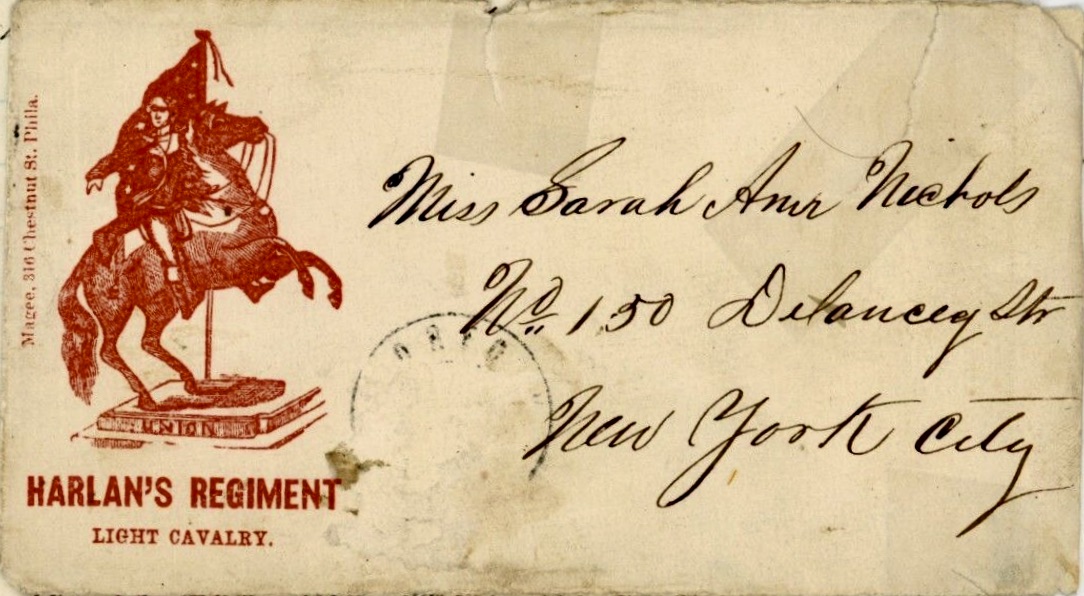 Magee, 316 Chestnut St. Phila.
UNION
HARLAN'S REGIMENT
LIGHT CAVALRY.
Miss Sarah Ann Nichols
No. 150 Delancey Str
New York City